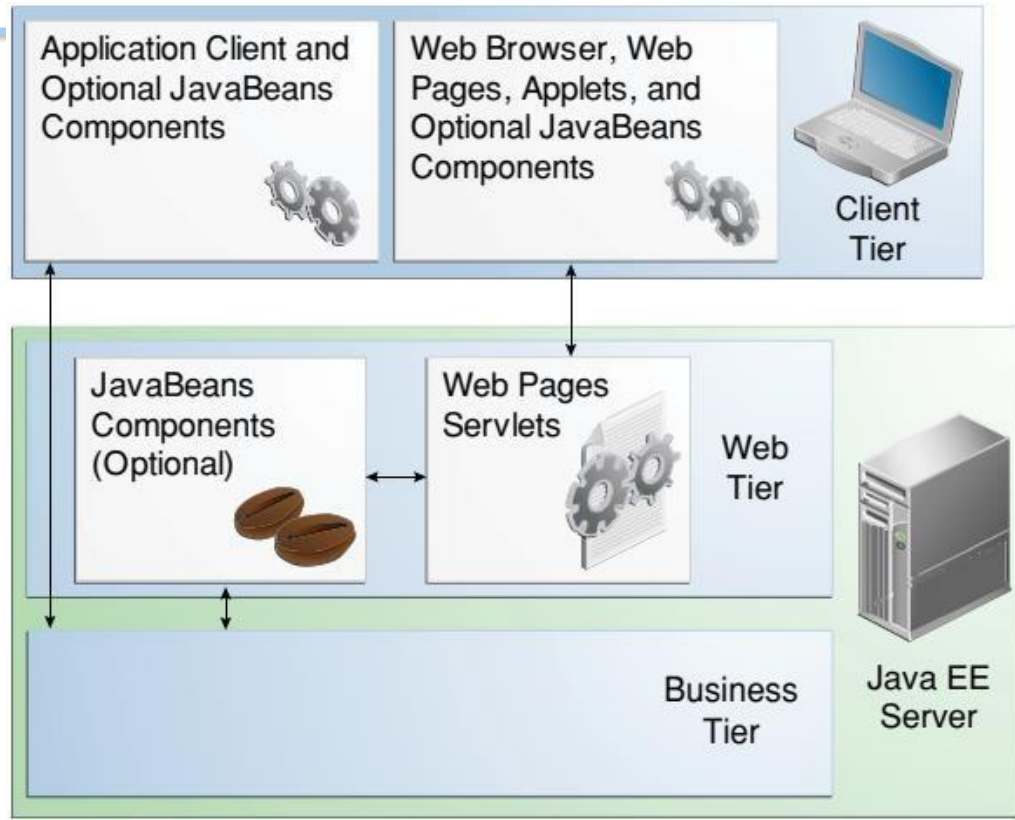 Application Client and
Optional JavaBeans
Components
Web Browser, Web
Pages, Applets, and
Optional JavaBeans
Components
Client
Tier
JavaBeans
Components
(Optional)
Web Pages
Servlets
Web
Tier
Business
Tier
Java EE
Server